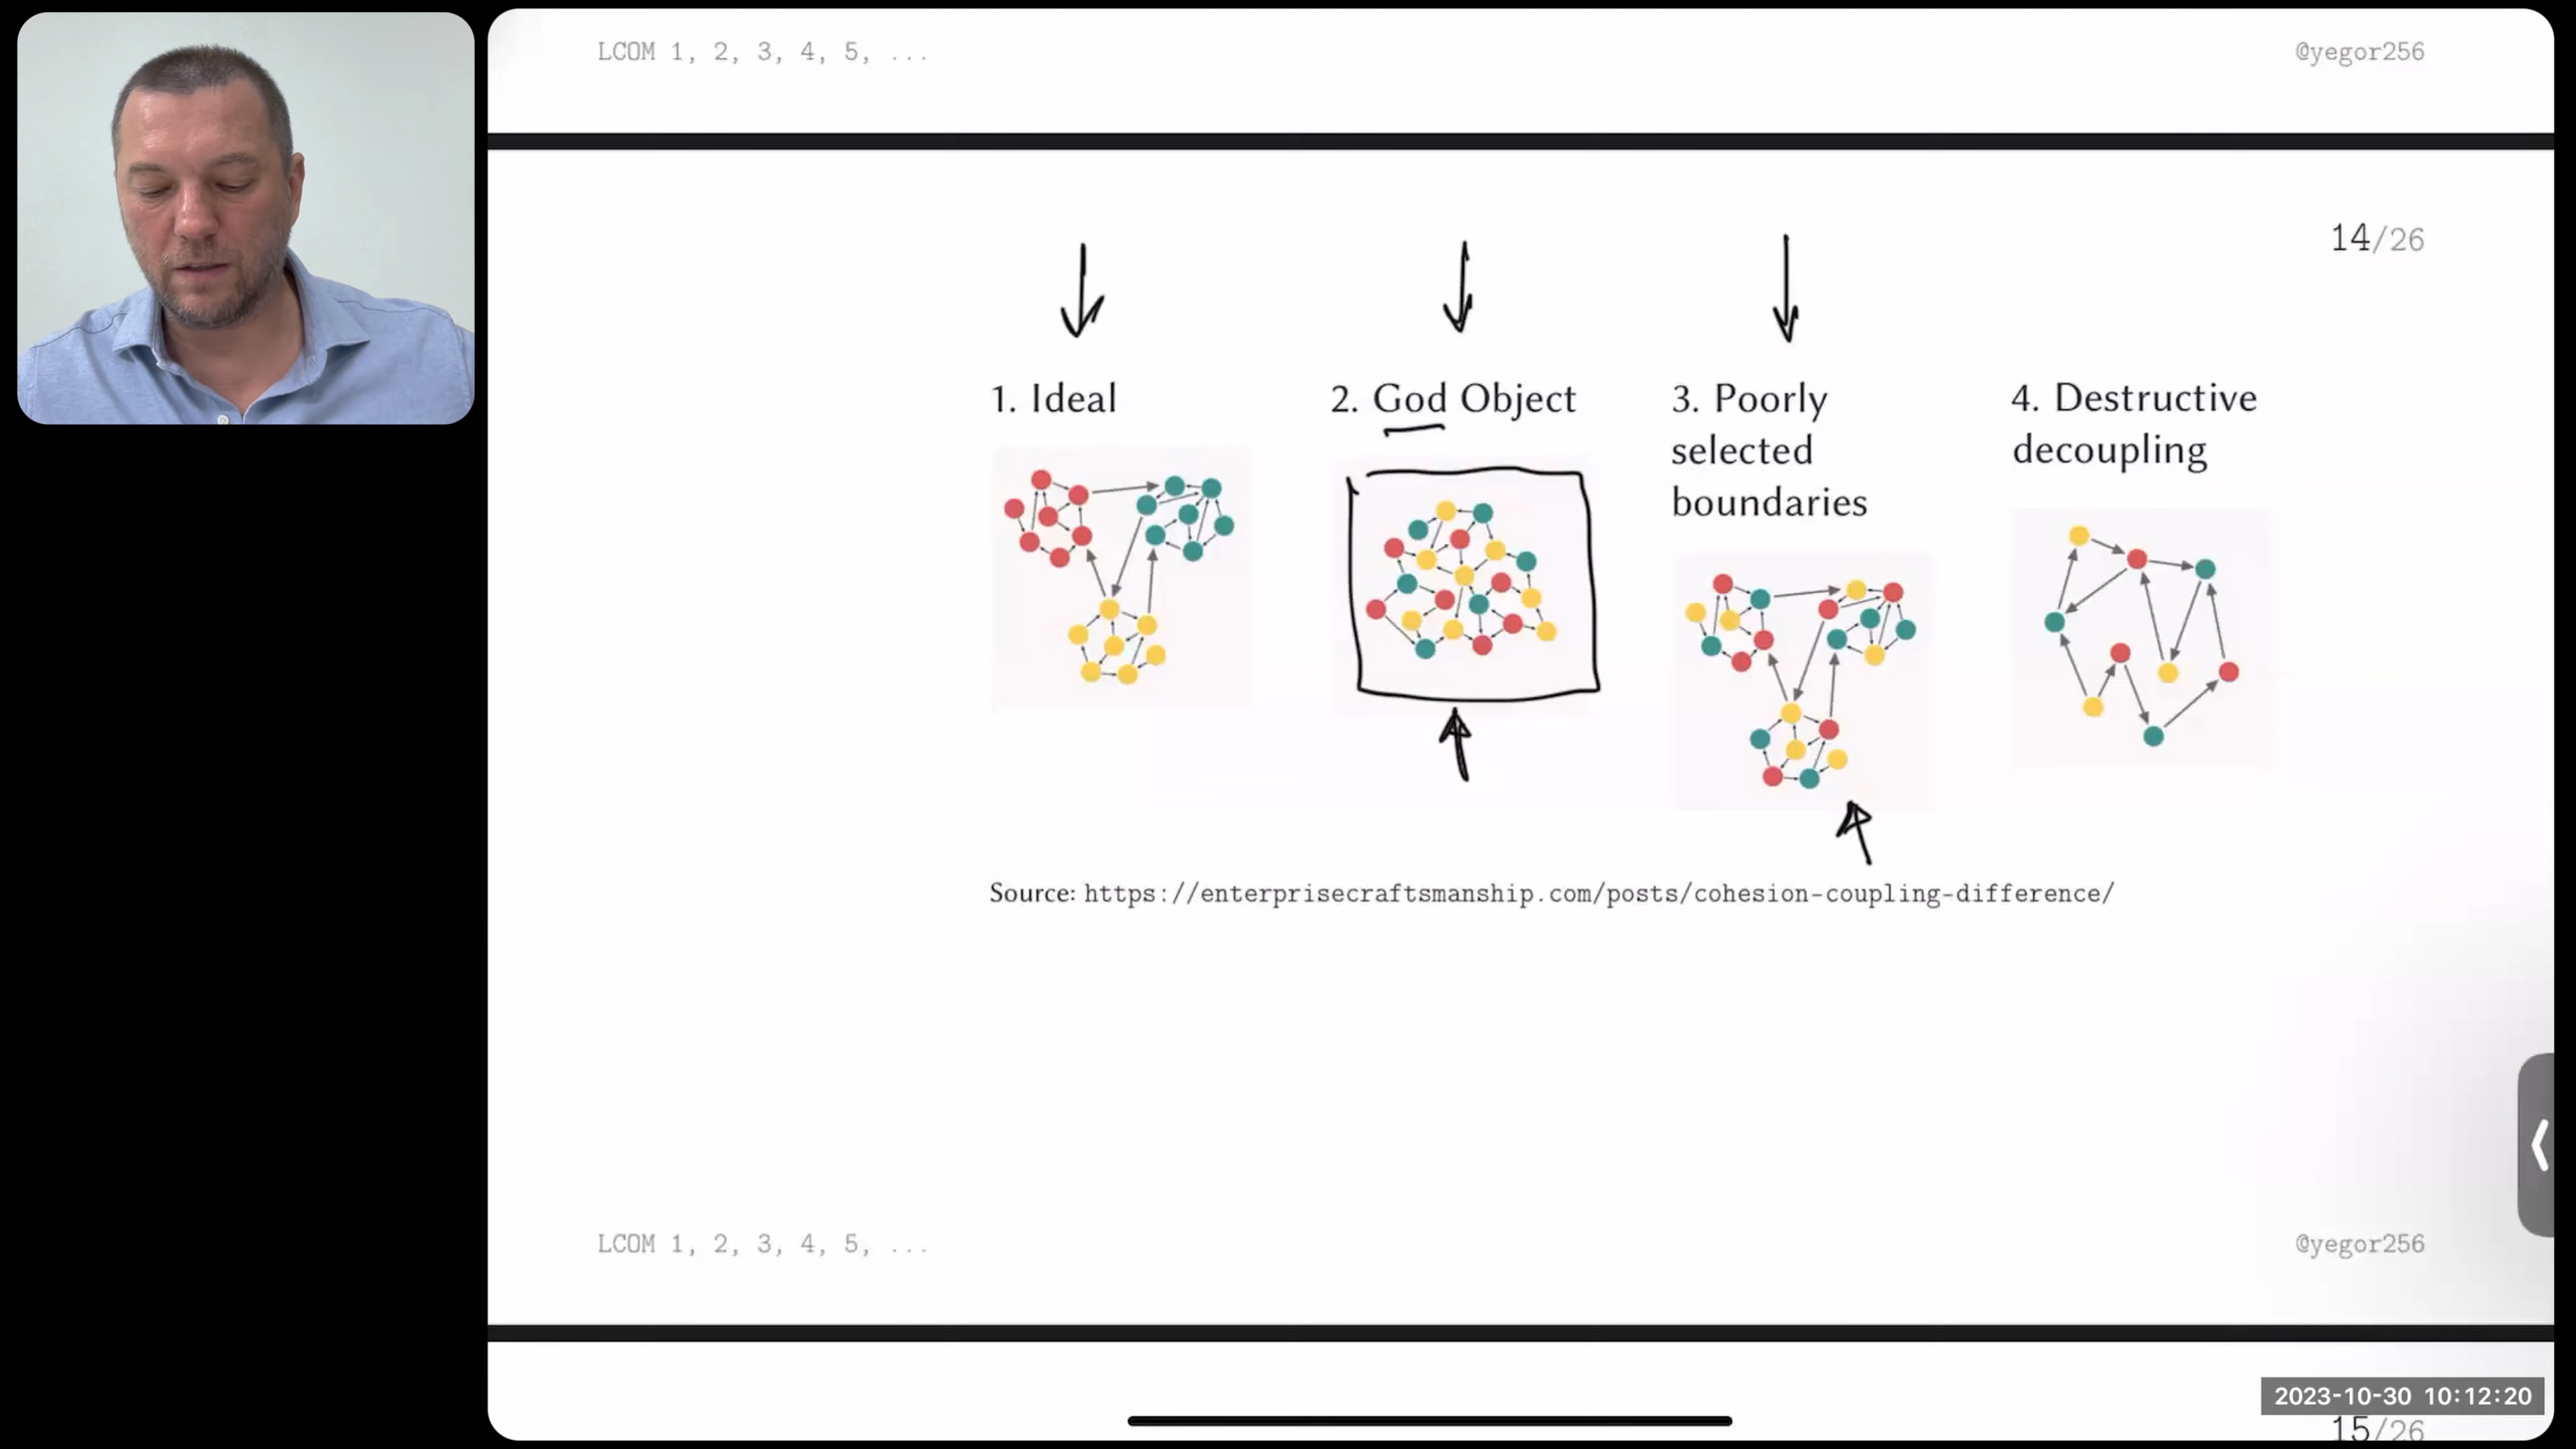 LCOM 1, 2, 3, 4, 5, ...
@yegor256
14/26
1. Ideal
2. God Object
3. Poorly
selected
boundaries
4. Destructive
decoupling
Source: https://enterprisecraftsmanship.com/posts/cohesion-coupling-difference/
LCOM 1, 2, 3, 4, 5, ...
@yegor256
2023-10-30 10:12:20
15/26